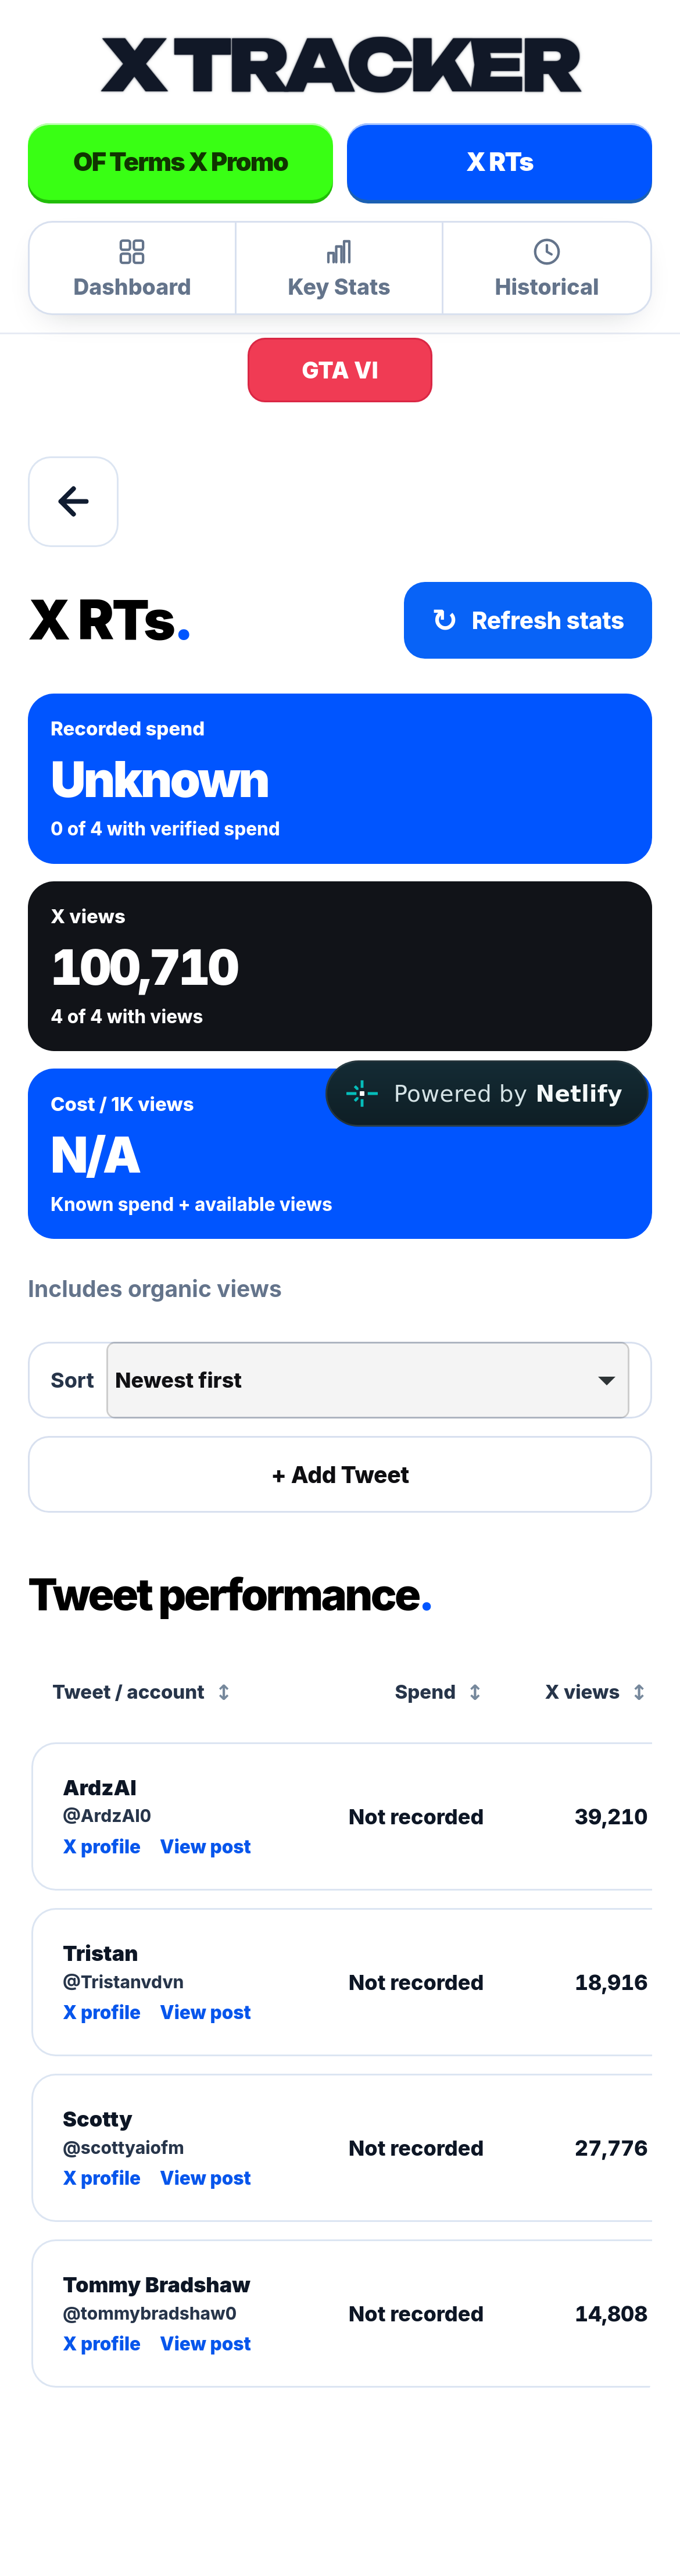 X TRACKER
OF Terms X Promo
X RTs
Dashboard
Key Stats
Historical
GTA VI
X RTs.
↻ Refresh stats
Recorded spend
Unknown
0 of 4 with verified spend
X views
100,710
4 of 4 with views
Powered by Netlify
Cost / 1K views
N/A
Known spend + available views
Includes organic views
Sort Newest first
+ Add Tweet
Tweet performance.
Tweet / account ↕ Spend ↕ X views ↕
ArdzAI
@ArdzAI0
X profile View post
Not recorded
39,210
Tristan
@Tristanvdvn
X profile View post
Not recorded
18,916
Scotty
@scottyaiofm
X profile View post
Not recorded
27,776
Tommy Bradshaw
@tommybradshaw0
X profile View post
Not recorded
14,808